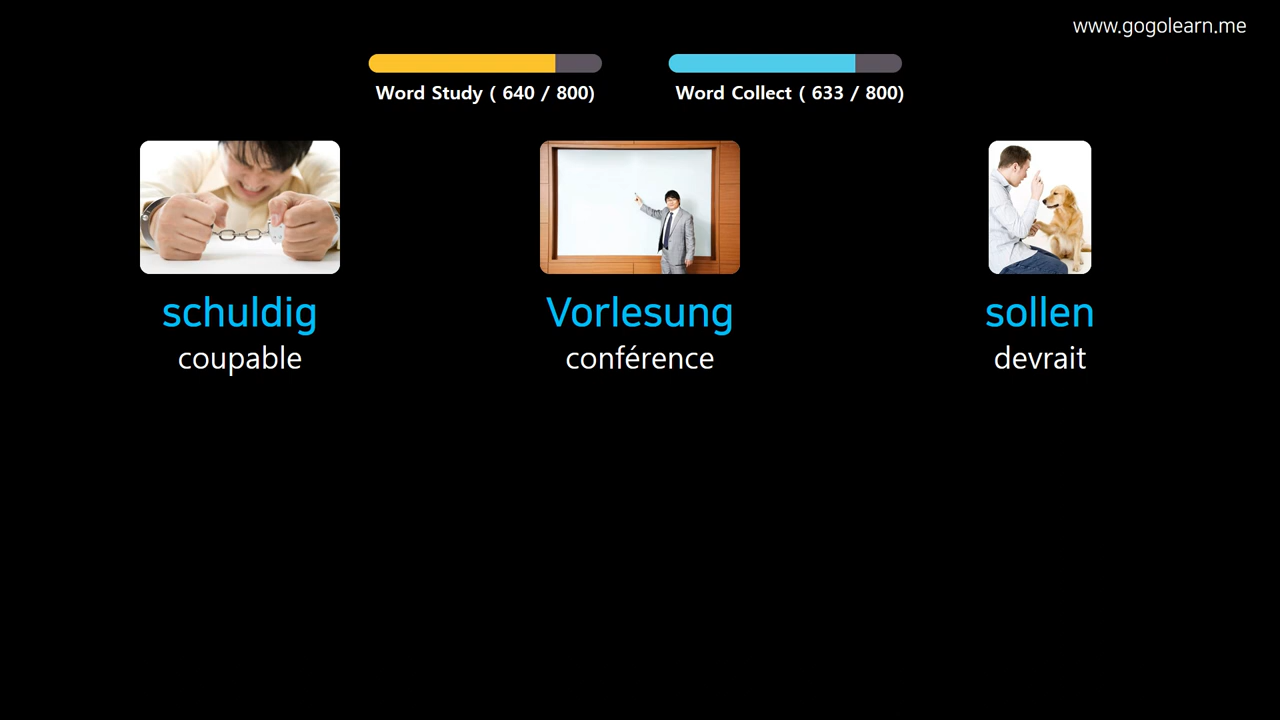 www.gogolearn.me
Word Study ( 640 / 800)
Word Collect ( 633 / 800)
schuldig
coupable
Vorlesung
conférence
sollen
devrait